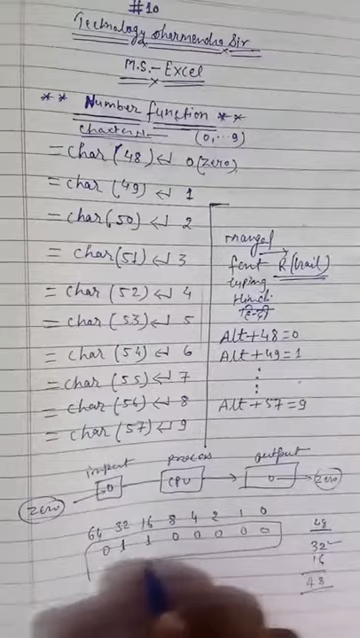 #10
Technology Dharmendra Sir
M.S.-Excel
** Number function **
Character (0,...9)
=Char(48)↵ 0(Zero)
=Char (49)↵ 1
=Char(50)↵ 2
=Char(51)↵ 3
=Char (52)↵ 4
=Char (53)↵ 5
=Char (54)↵ 6
=Char (55)↵ 7
=Char (56)↵ 8
=Char (57)↵ 9
mangal
font
typing
Hindi
हिन्दी
Alt+48=0
Alt+49=1
:
:
Alt+57=9
input process output
Zero CPU 0 Zero
64 32 16 8 4 2 1 0
0 1 1 0 0 0 0 0
48
32
16
48